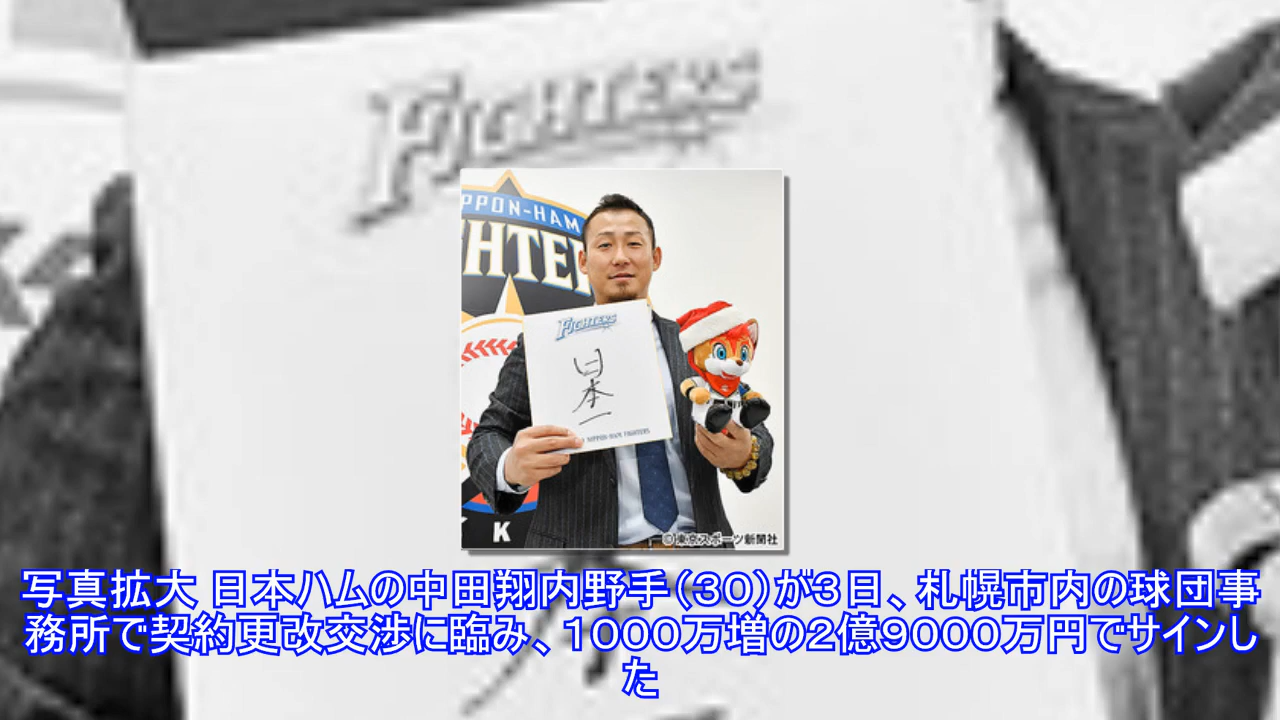 FIGHTERS
PPON-HAM
GHTE
FIGHTERS
日本一
NIPPON-HAM FIGHTERS
K
©東京スポーツ新聞社
写真拡大 日本ハムの中田翔内野手（３０）が３日、札幌市内の球団事
務所で契約更改交渉に臨み、１０００万増の２億９０００万円でサインし
た